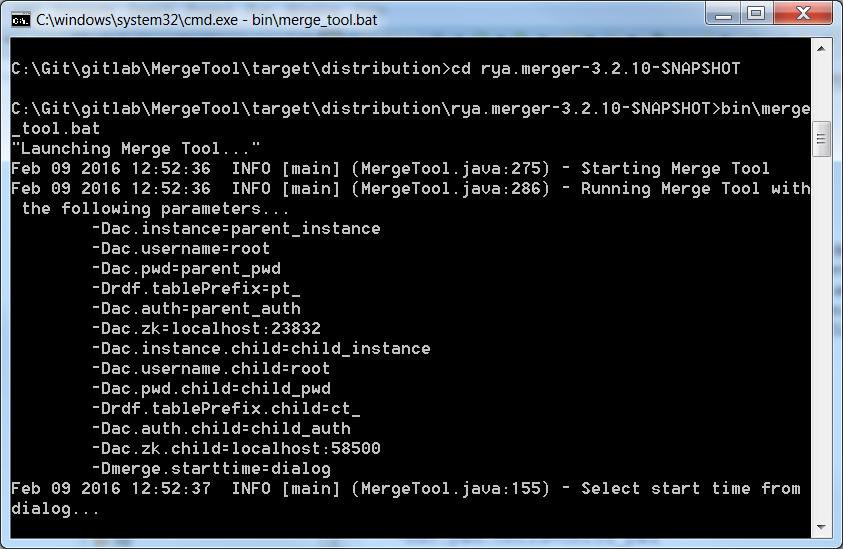 C:\windows\system32\cmd.exe - bin\merge_tool.bat
C:\Git\gitlab\MergeTool\target\distribution>cd rya.merger-3.2.10-SNAPSHOT
C:\Git\gitlab\MergeTool\target\distribution\rya.merger-3.2.10-SNAPSHOT>bin\merge
_tool.bat
"Launching Merge Tool..."
Feb 09 2016 12:52:36  INFO [main] (MergeTool.java:275) - Starting Merge Tool
Feb 09 2016 12:52:36  INFO [main] (MergeTool.java:286) - Running Merge Tool with
 the following parameters...
        -Dac.instance=parent_instance
        -Dac.username=root
        -Dac.pwd=parent_pwd
        -Drdf.tablePrefix=pt_
        -Dac.auth=parent_auth
        -Dac.zk=localhost:23832
        -Dac.instance.child=child_instance
        -Dac.username.child=root
        -Dac.pwd.child=child_pwd
        -Drdf.tablePrefix.child=ct_
        -Dac.auth.child=child_auth
        -Dac.zk.child=localhost:58500
        -Dmerge.starttime=dialog
Feb 09 2016 12:52:37  INFO [main] (MergeTool.java:155) - Select start time from
dialog...